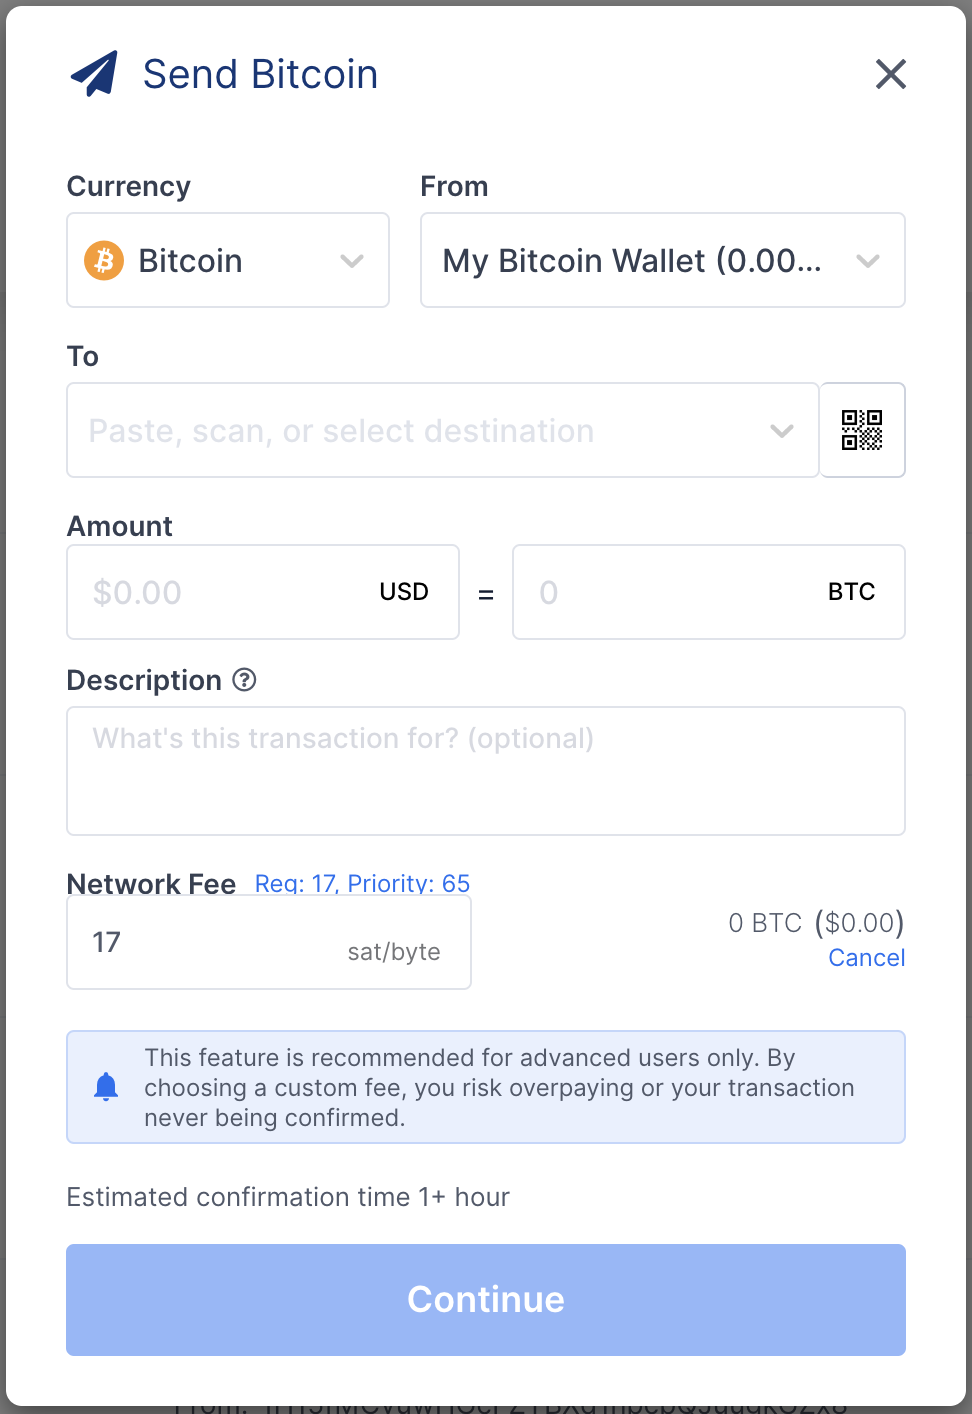 Send Bitcoin
Currency
From
Bitcoin
My Bitcoin Wallet (0.00...
To
Paste, scan, or select destination
Amount
$0.00 USD = 0 BTC
Description
What's this transaction for? (optional)
Network Fee Reg: 17, Priority: 65
17 sat/byte
0 BTC ($0.00)
Cancel
This feature is recommended for advanced users only. By
choosing a custom fee, you risk overpaying or your transaction
never being confirmed.
Estimated confirmation time 1+ hour
Continue